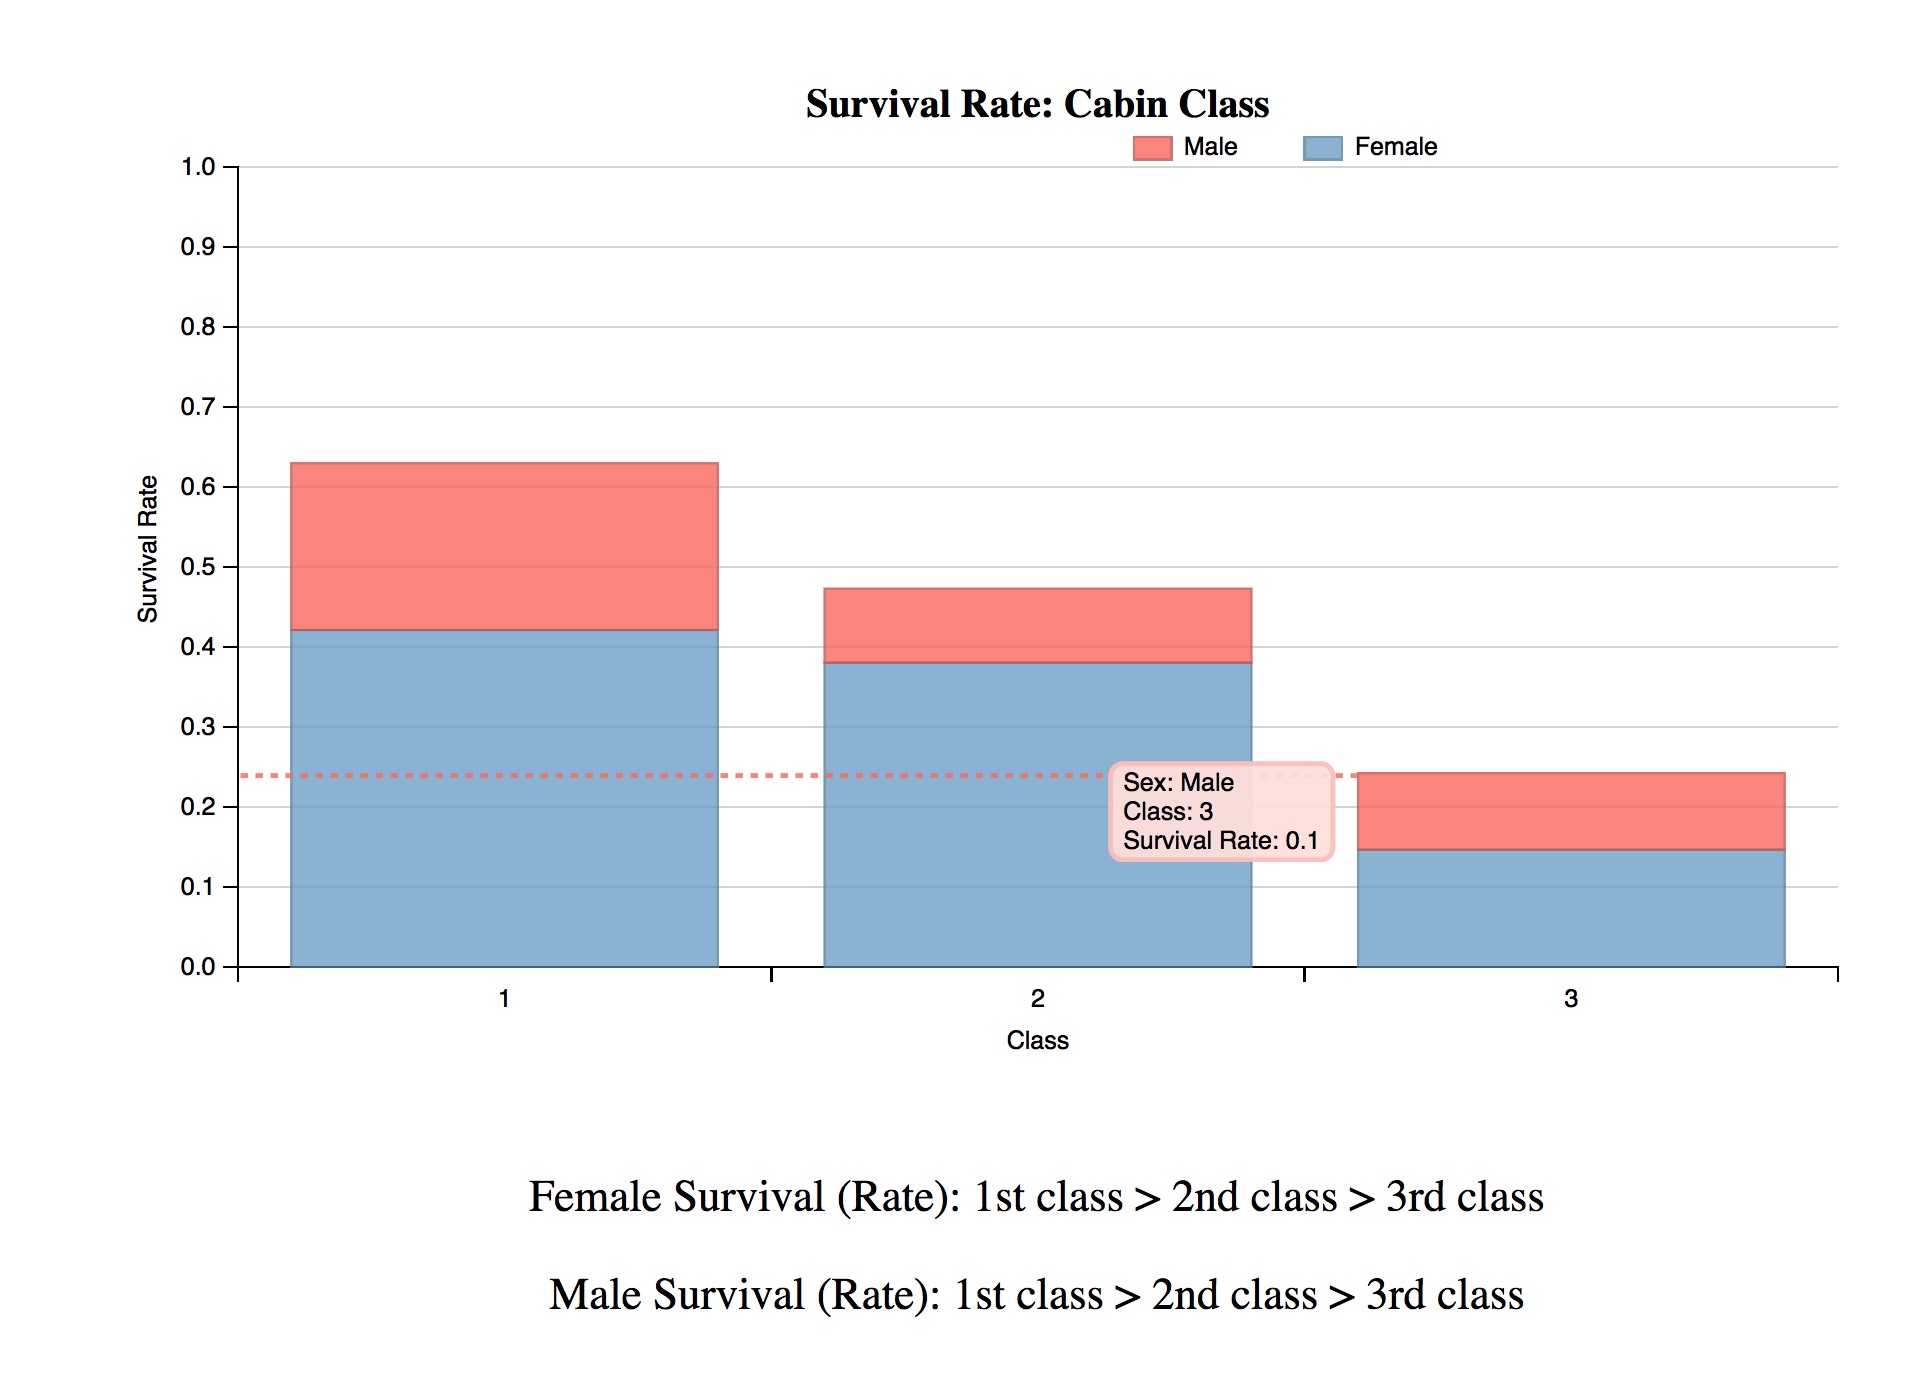 Survival Rate: Cabin Class
Male Female
1.0
0.9
0.8
0.7
0.6
0.5
0.4
0.3
0.2
0.1
0.0
Survival Rate
Sex: Male
Class: 3
Survival Rate: 0.1
1 2 3
Class
Female Survival (Rate): 1st class > 2nd class > 3rd class
Male Survival (Rate): 1st class > 2nd class > 3rd class